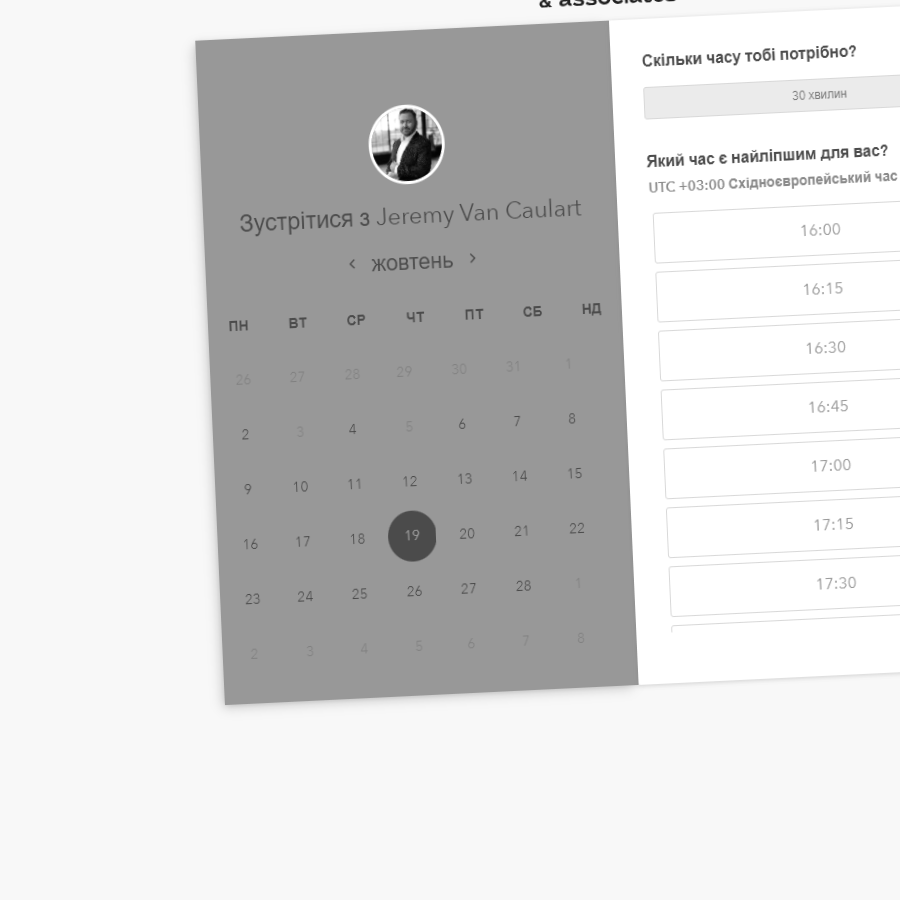 & associates
Зустрітися з Jeremy Van Caulart
‹ жовтень ›
ПН ВТ СР ЧТ ПТ СБ НД
26 27 28 29 30 31 1
2 3 4 5 6 7 8
9 10 11 12 13 14 15
16 17 18 19 20 21 22
23 24 25 26 27 28 1
2 3 4 5 6 7 8
Скільки часу тобі потрібно?
30 хвилин
Який час є найліпшим для вас?
UTC +03:00 Східноєвропейський час
16:00
16:15
16:30
16:45
17:00
17:15
17:30